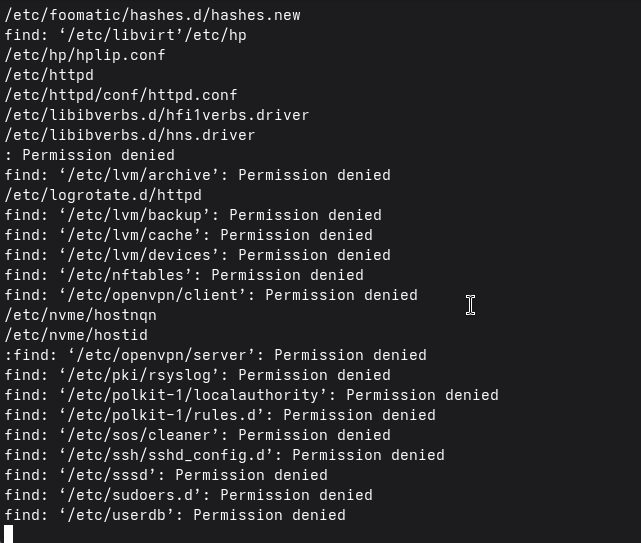 /etc/foomatic/hashes.d/hashes.new
find: ‘/etc/libvirt’/etc/hp
/etc/hp/hplip.conf
/etc/httpd
/etc/httpd/conf/httpd.conf
/etc/libibverbs.d/hfi1verbs.driver
/etc/libibverbs.d/hns.driver
: Permission denied
find: ‘/etc/lvm/archive’: Permission denied
/etc/logrotate.d/httpd
find: ‘/etc/lvm/backup’: Permission denied
find: ‘/etc/lvm/cache’: Permission denied
find: ‘/etc/lvm/devices’: Permission denied
find: ‘/etc/nftables’: Permission denied
find: ‘/etc/openvpn/client’: Permission denied
/etc/nvme/hostnqn
/etc/nvme/hostid
:find: ‘/etc/openvpn/server’: Permission denied
find: ‘/etc/pki/rsyslog’: Permission denied
find: ‘/etc/polkit-1/localauthority’: Permission denied
find: ‘/etc/polkit-1/rules.d’: Permission denied
find: ‘/etc/sos/cleaner’: Permission denied
find: ‘/etc/ssh/sshd_config.d’: Permission denied
find: ‘/etc/sssd’: Permission denied
find: ‘/etc/sudoers.d’: Permission denied
find: ‘/etc/userdb’: Permission denied